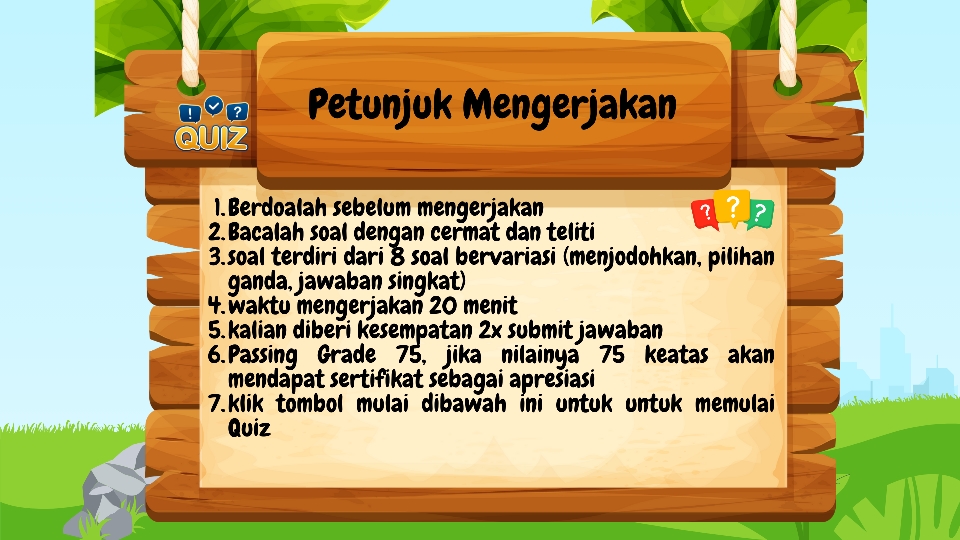 Petunjuk Mengerjakan
! ?
QUIZ
? ? ?
1. Berdoalah sebelum mengerjakan
2. Bacalah soal dengan cermat dan teliti
3. soal terdiri dari 8 soal bervariasi (menjodohkan, pilihan
ganda, jawaban singkat)
4. waktu mengerjakan 20 menit
5. kalian diberi kesempatan 2x submit jawaban
6. Passing Grade 75, jika nilainya 75 keatas akan
mendapat sertifikat sebagai apresiasi
7. klik tombol mulai dibawah ini untuk untuk memulai
Quiz